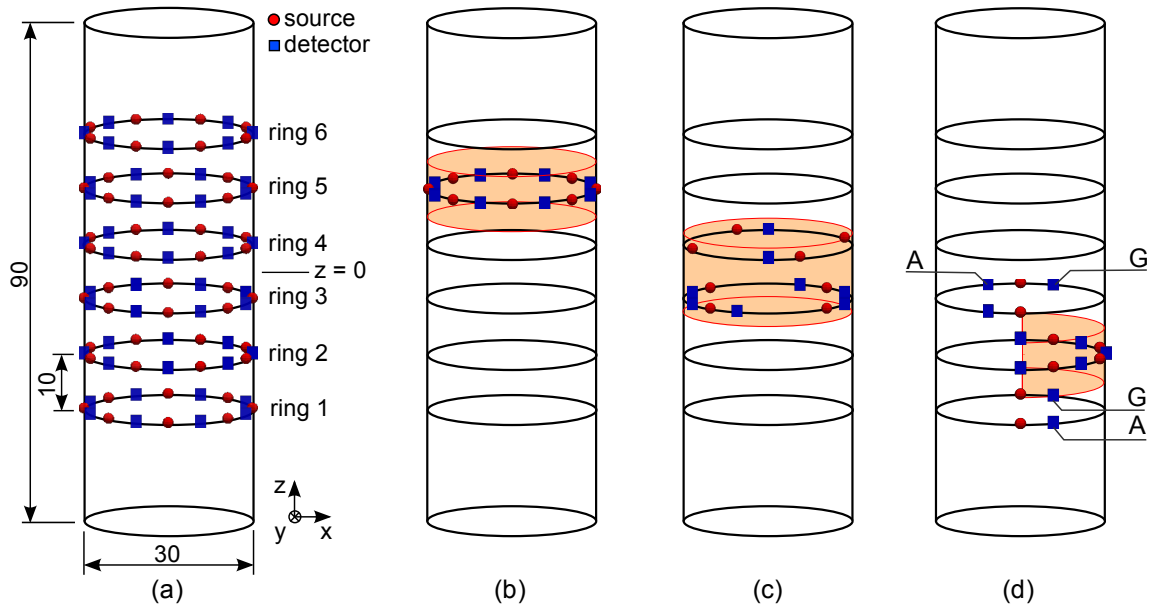 source
detector
ring 6
ring 5
ring 4
z = 0
ring 3
ring 2
ring 1
90
10
30
z
y
x
A
G
G
A
(a)
(b)
(c)
(d)